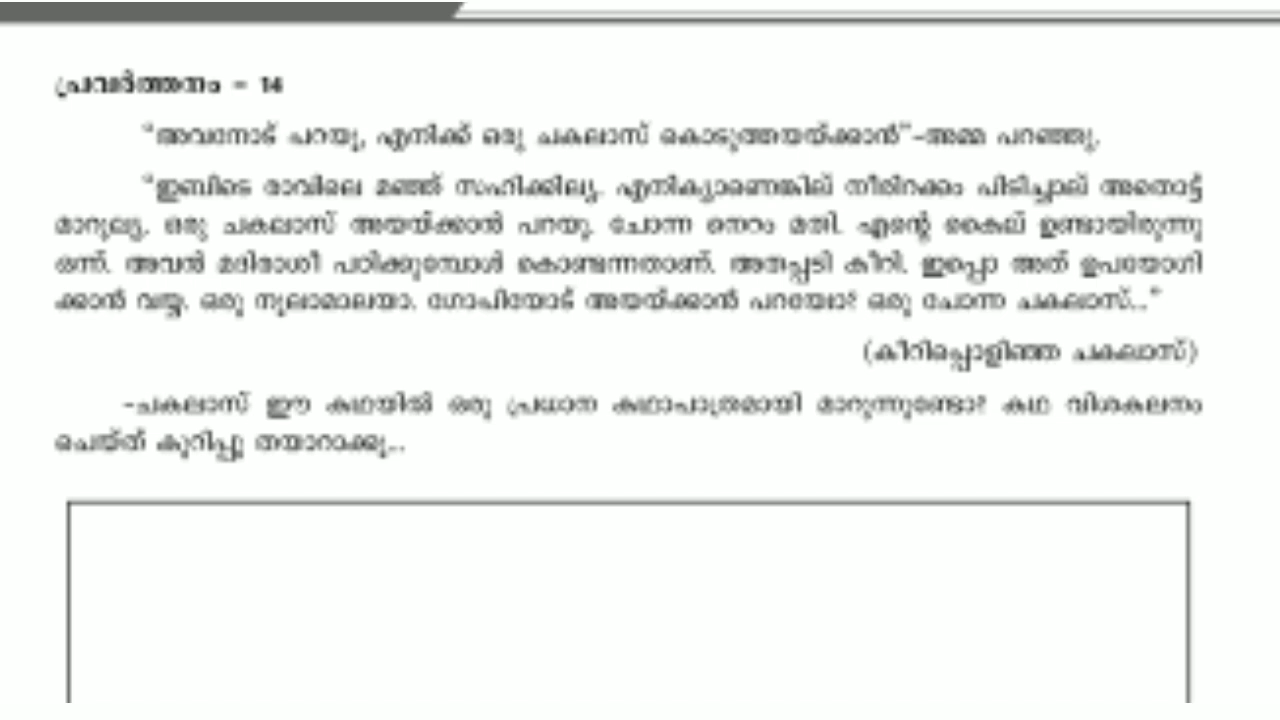 പ്രവർത്തനം - 14
"അവനോട് പറയൂ, എനിക്ക് ഒരു ചകലാസ് കൊടുത്തയയ്ക്കാൻ"-അമ്മ പറഞ്ഞു.
"ഇബിടെ രാവിലെ മഞ്ഞ് സഹിക്കില്യ. എനിക്യാണെങ്കില് നീരിറക്കം പിടിച്ചാല് അതൊട്ട്
മാറൂല്യ. ഒരു ചകലാസ് അയയ്ക്കാൻ പറയൂ. ചോന്ന നെറം മതി. എന്റെ കൈല് ഉണ്ടായിരുന്നു
ഒന്ന്. അവൻ മദിരാശീ പഠിക്കുമ്പോൾ കൊണ്ടന്നതാണ്. അതപ്പടി കീറി. ഇപ്പൊ അത് ഉപയോഗി
ക്കാൻ വയ്യ. ഒരു നൂലാമാലയാ. ഗോപിയോട് അയയ്ക്കാൻ പറയോ? ഒരു ചോന്ന ചകലാസ്.."
(കീറിപ്പൊളിഞ്ഞ ചകലാസ്)
-ചകലാസ് ഈ കഥയിൽ ഒരു പ്രധാന കഥാപാത്രമായി മാറുന്നുണ്ടോ? കഥ വിശകലനം
ചെയ്ത് കുറിപ്പു തയാറാക്കൂ..